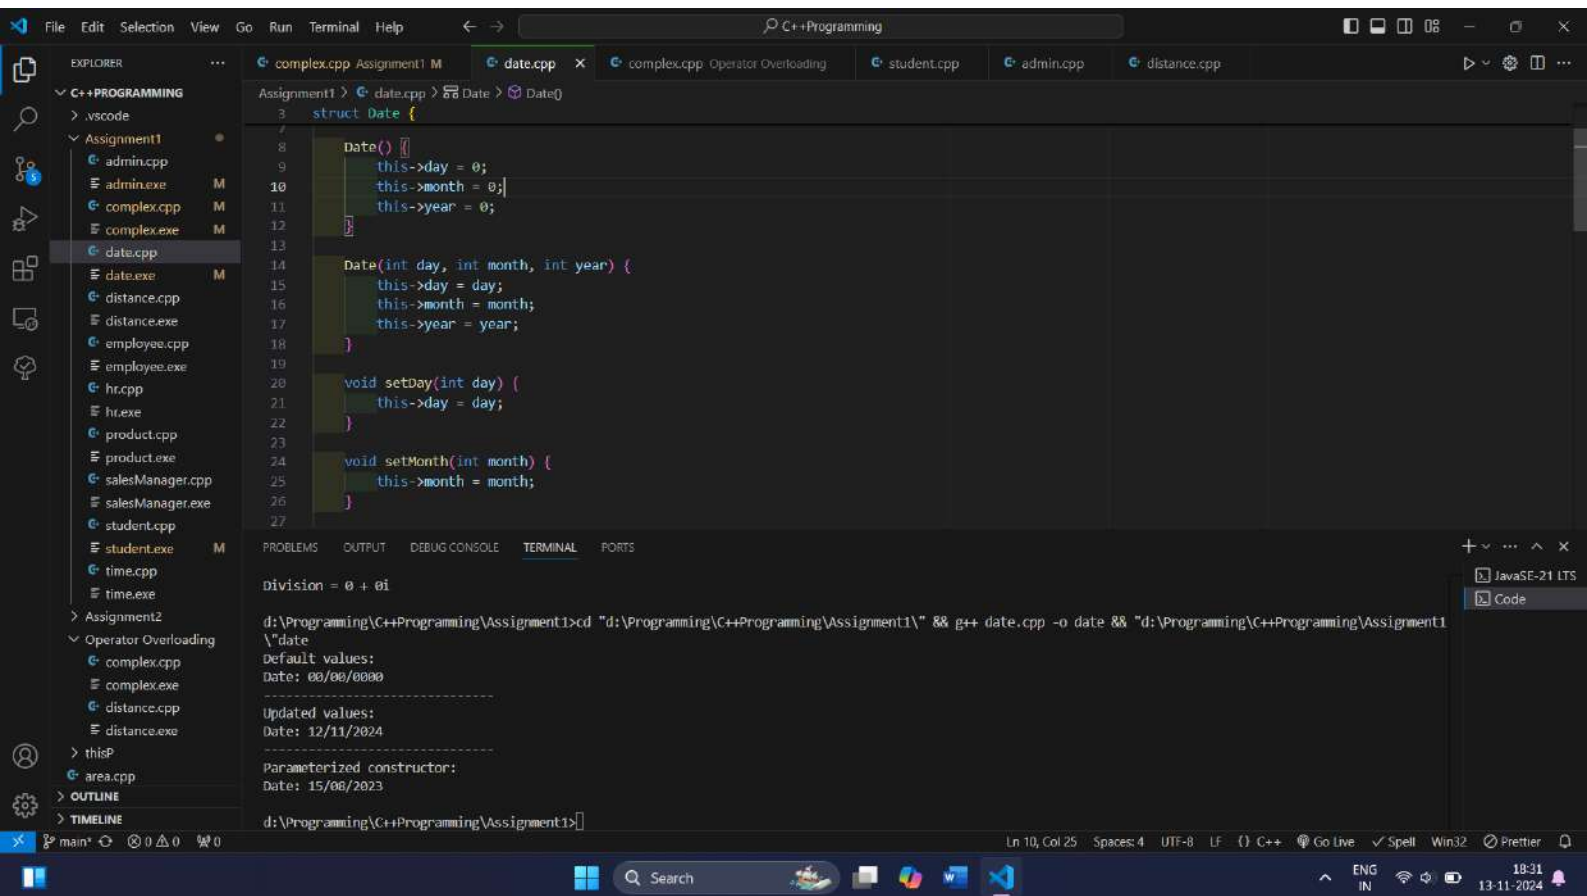 File Edit Selection View Go Run Terminal Help
C++Programming
EXPLORER
complex.cpp Assignment1 M
date.cpp
complex.cpp Operator Overloading
student.cpp
admin.cpp
distance.cpp
C++PROGRAMMING
.vscode
Assignment1
admin.cpp
admin.exe M
complex.cpp M
complex.exe M
date.cpp
date.exe M
distance.cpp
distance.exe
employee.cpp
employee.exe
hr.cpp
hr.exe
product.cpp
product.exe
salesManager.cpp
salesManager.exe
student.cpp
student.exe M
time.cpp
time.exe
Assignment2
Operator Overloading
complex.cpp
complex.exe
distance.cpp
distance.exe
thisP
area.cpp
OUTLINE
TIMELINE
5
Assignment1 > date.cpp > Date > Date()
3 struct Date {
7
8 Date() {
9 this->day = 0;
10 this->month = 0;
11 this->year = 0;
12 }
13
14 Date(int day, int month, int year) {
15 this->day = day;
16 this->month = month;
17 this->year = year;
18 }
19
20 void setDay(int day) {
21 this->day = day;
22 }
23
24 void setMonth(int month) {
25 this->month = month;
26 }
27
PROBLEMS OUTPUT DEBUG CONSOLE TERMINAL PORTS
Division = 0 + 0i
d:\Programming\C++Programming\Assignment1>cd "d:\Programming\C++Programming\Assignment1\" && g++ date.cpp -o date && "d:\Programming\C++Programming\Assignment1
\"date
Default values:
Date: 00/00/0000
-------------------------------
Updated values:
Date: 12/11/2024
-------------------------------
Parameterized constructor:
Date: 15/08/2023
d:\Programming\C++Programming\Assignment1>
JavaSE-21 LTS
Code
main* 0 0 0
Ln 10, Col 25 Spaces: 4 UTF-8 LF {} C++ Go Live Spell Win32 Prettier
Search
ENG
IN
18:31
13-11-2024